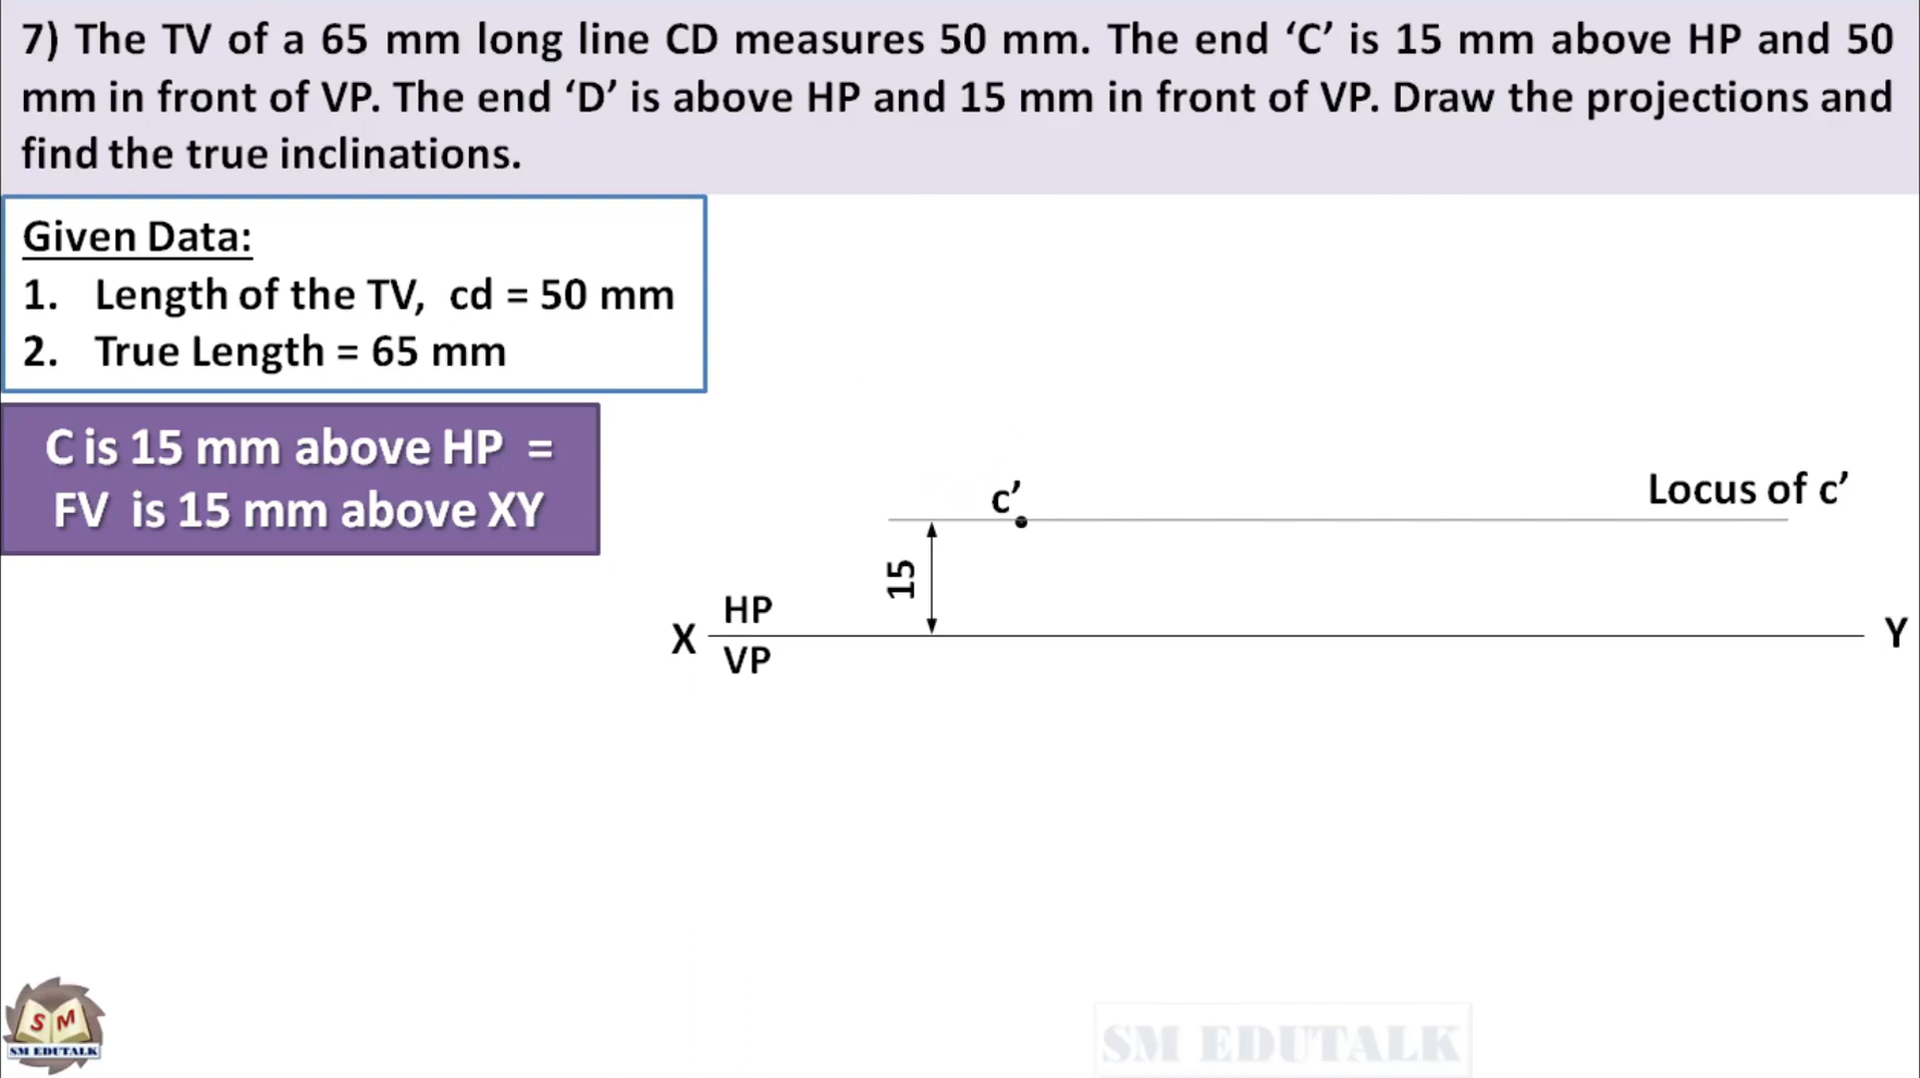 7) The TV of a 65 mm long line CD measures 50 mm. The end ‘C’ is 15 mm above HP and 50
mm in front of VP. The end ‘D’ is above HP and 15 mm in front of VP. Draw the projections and
find the true inclinations.
Given Data:
1. Length of the TV, cd = 50 mm
2. True Length = 65 mm
C is 15 mm above HP =
FV is 15 mm above XY
c’
Locus of c’
15
HP
X
Y
VP
S M
SM EDUTALK
SM EDUTALK